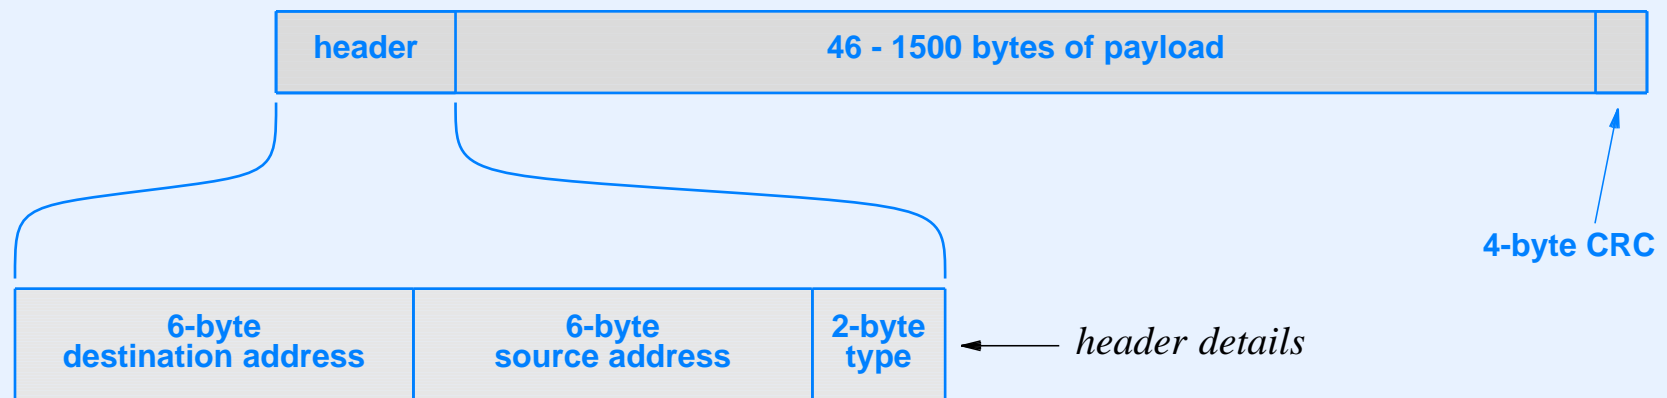 header
46 - 1500 bytes of payload
4-byte CRC
6-byte
destination address
6-byte
source address
2-byte
type
header details